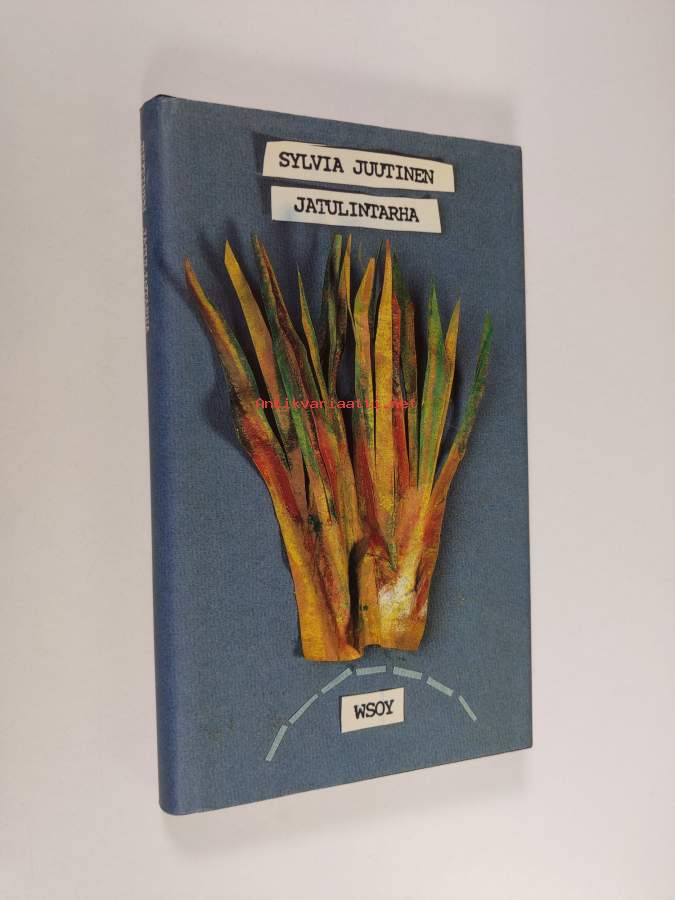 SYLVIA JUUTINEN
JATULINTARHA
Antikvariaatti.net
WSOY